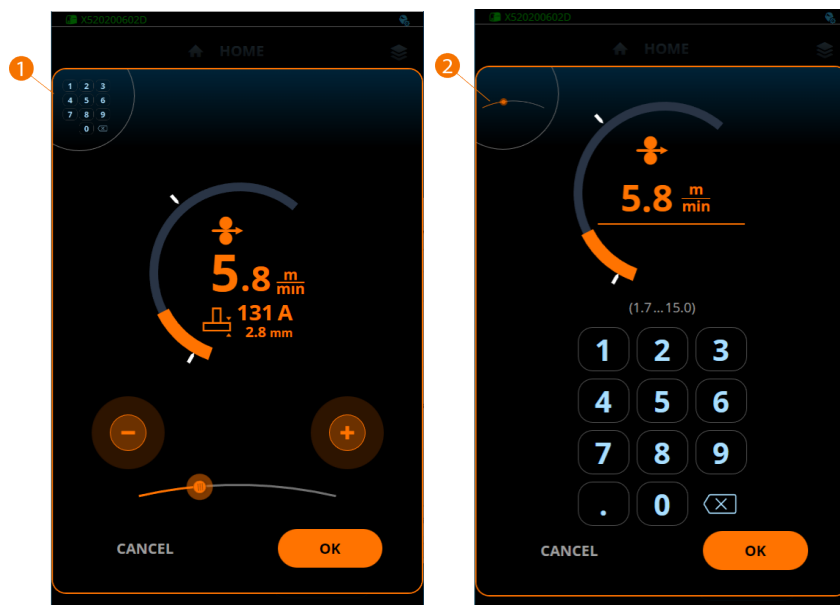 X520200602D
HOME
1
1 2 3
4 5 6
7 8 9
0
5.8 m/min
131 A
2.8 mm
CANCEL
OK
X520200602D
HOME
2
5.8 m/min
(1.7...15.0)
1 2 3
4 5 6
7 8 9
. 0
CANCEL
OK